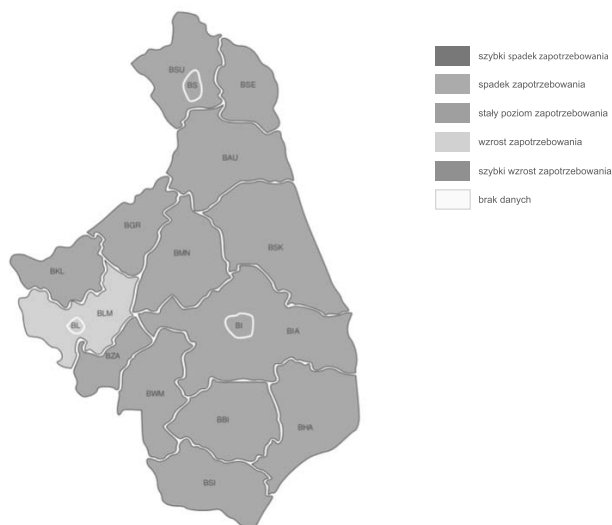 BSU
BS
BSE
BAU
BGR
BMN
BSK
BKL
BLM
BL
BI
BIA
BZA
BWM
BBI
BHA
BSI
szybki spadek zapotrzebowania
spadek zapotrzebowania
stały poziom zapotrzebowania
wzrost zapotrzebowania
szybki wzrost zapotrzebowania
brak danych